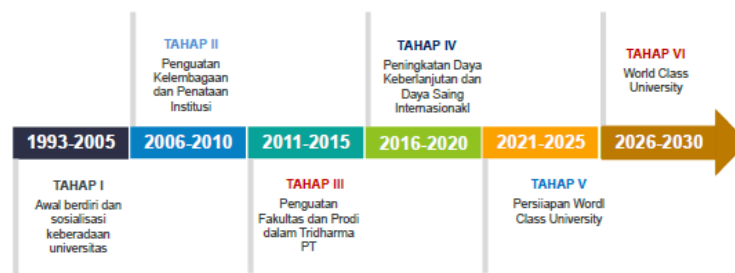 TAHAP II
Penguatan
Kelembagaan
dan Penataan
Institusi
TAHAP IV
Peningkatan Daya
Keberlanjutan dan
Daya Saing
Internasionakl
TAHAP VI
World Class
University
1993-2005
2006-2010
2011-2015
2016-2020
2021-2025
2026-2030
TAHAP I
Awal berdiri dan
sosialisasi
keberadaan
universitas
TAHAP III
Penguatan
Fakultas dan Prodi
dalam Tridharma
PT
TAHAP V
Persiiapan Wordl
Class University